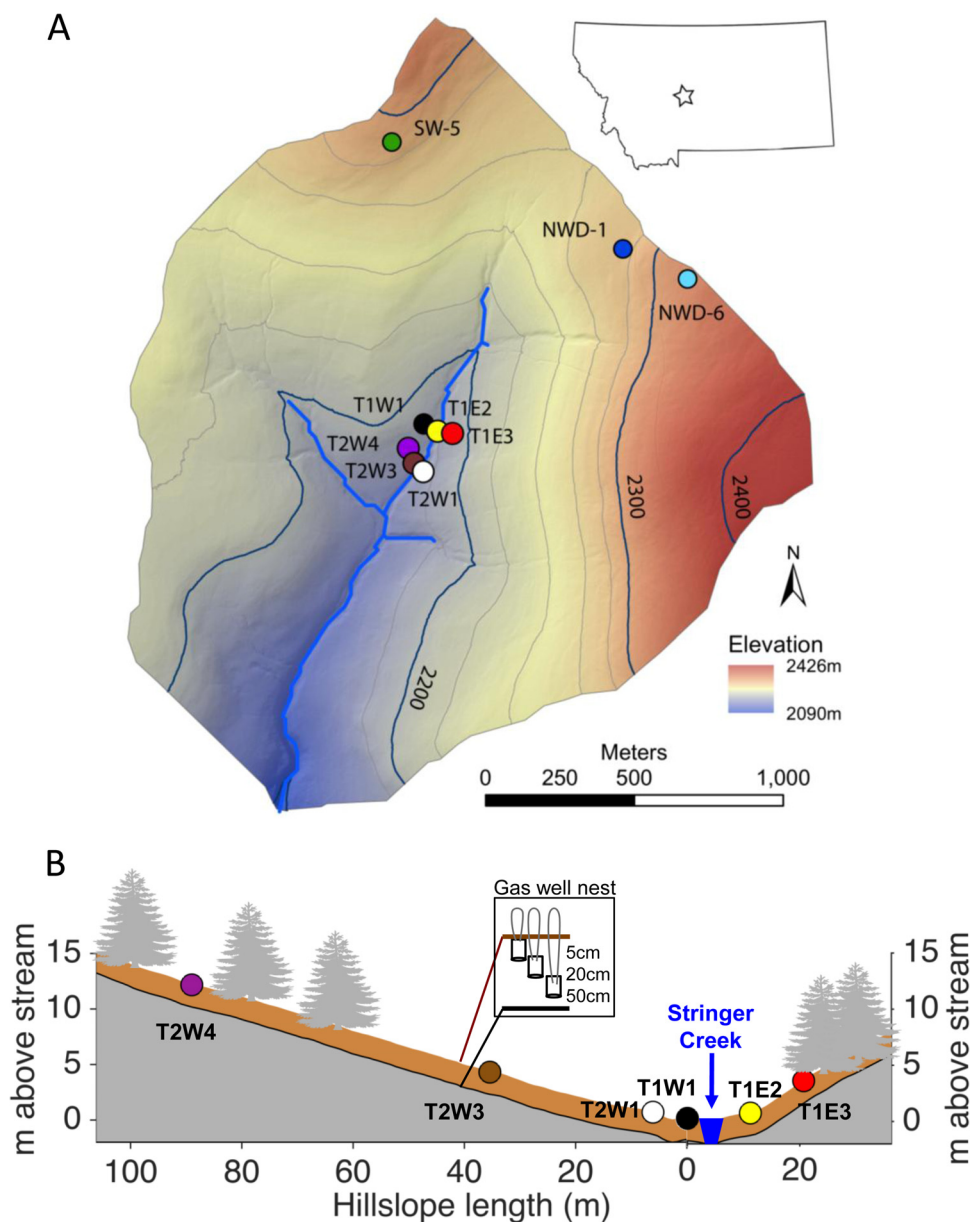 A
SW-5
NWD-1
NWD-6
T1W1
T1E2
T1E3
T2W4
T2W3
T2W1
2300
2400
2200
N
Elevation
2426m
2090m
Meters
0 250 500 1,000
B
Gas well nest
5cm
20cm
50cm
15
10
5
0
m above stream
T2W4
T2W3
Stringer
Creek
T2W1
T1W1
T1E2
T1E3
15
10
5
0
m above stream
100 80 60 40 20 0 20
Hillslope length (m)